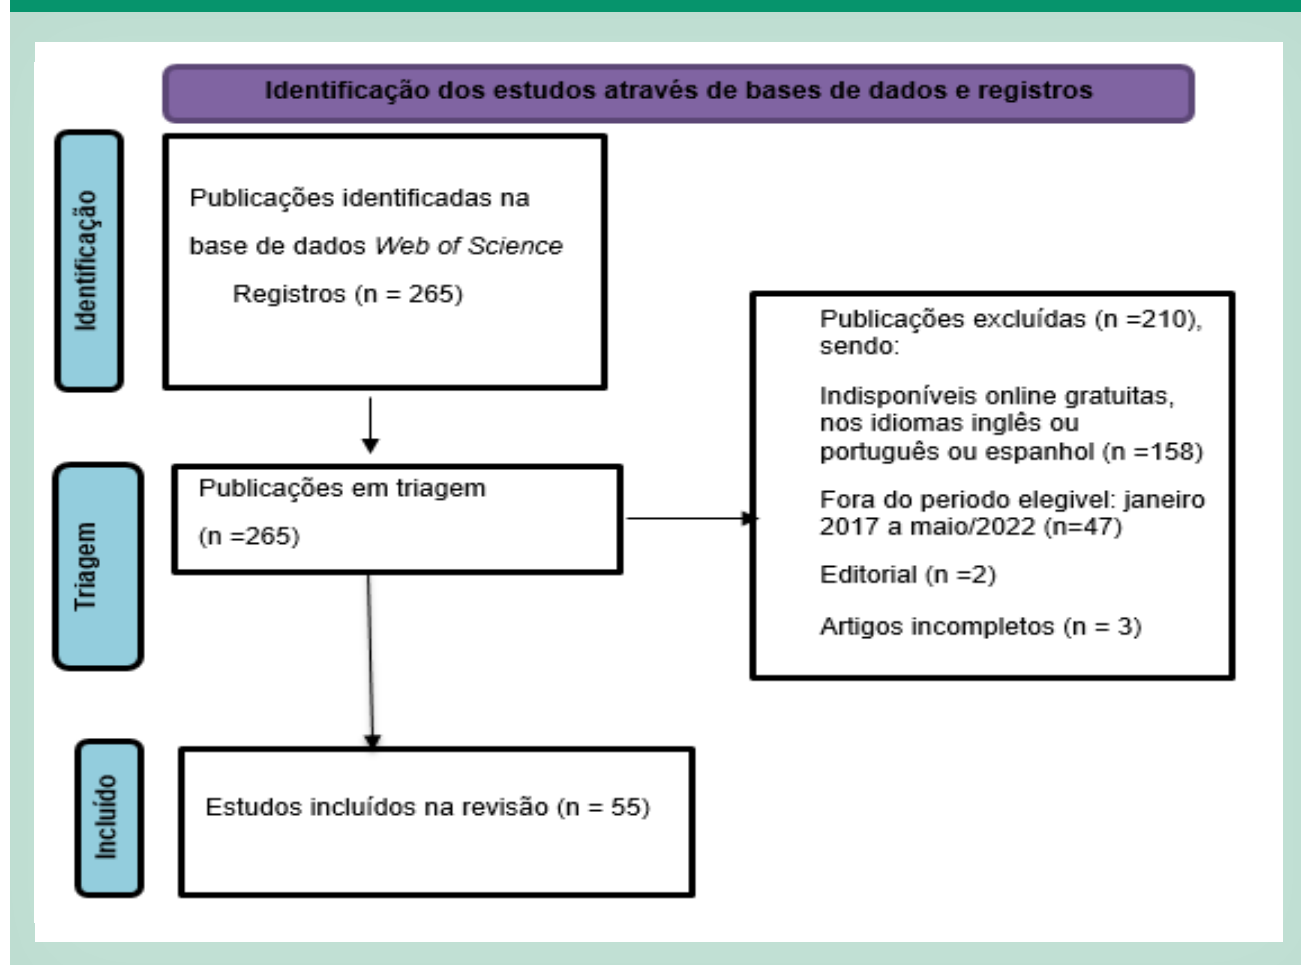 Identificação dos estudos através de bases de dados e registros
Identificação
Publicações identificadas na
base de dados Web of Science
Registros (n = 265)
Triagem
Publicações em triagem
(n =265)
Publicações excluídas (n =210),
sendo:
Indisponíveis online gratuitas,
nos idiomas inglês ou
português ou espanhol (n =158)
Fora do periodo elegivel: janeiro
2017 a maio/2022 (n=47)
Editorial (n =2)
Artigos incompletos (n = 3)
Incluído
Estudos incluídos na revisão (n = 55)